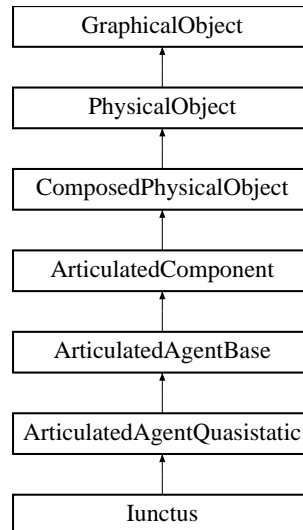 GraphicalObject
PhysicalObject
ComposedPhysicalObject
ArticulatedComponent
ArticulatedAgentBase
ArticulatedAgentQuasistatic
Iunctus